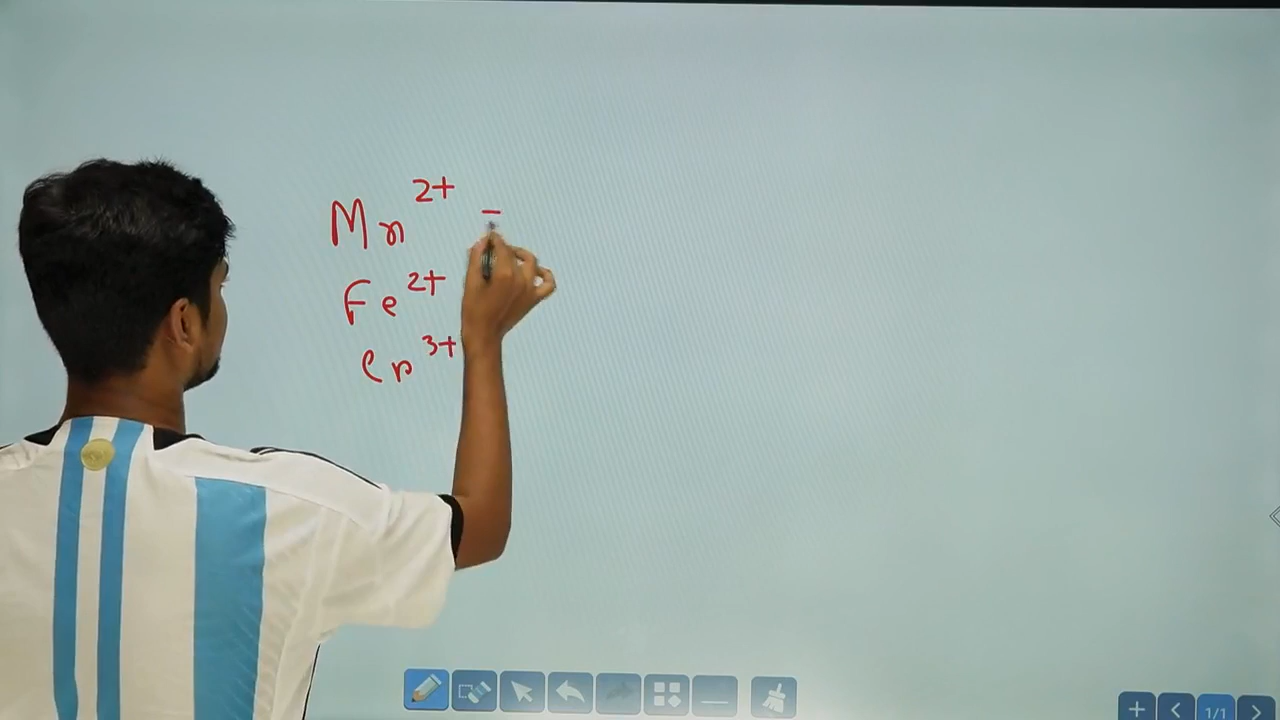 Mn²⁺ =
Fe²⁺
Cr³⁺
1/1